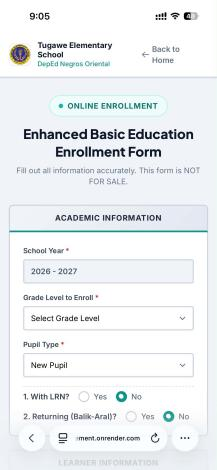 9:05
Tugawe Elementary
School
DepEd Negros Oriental
← Back to
Home
ONLINE ENROLLMENT
Enhanced Basic Education
Enrollment Form
Fill out all information accurately. This form is NOT
FOR SALE.
ACADEMIC INFORMATION
School Year *
2026 - 2027
Grade Level to Enroll *
Select Grade Level
Pupil Type *
New Pupil
1. With LRN? Yes No
2. Returning (Balik-Aral)? Yes No
ment.onrender.com
LEARNER INFORMATION